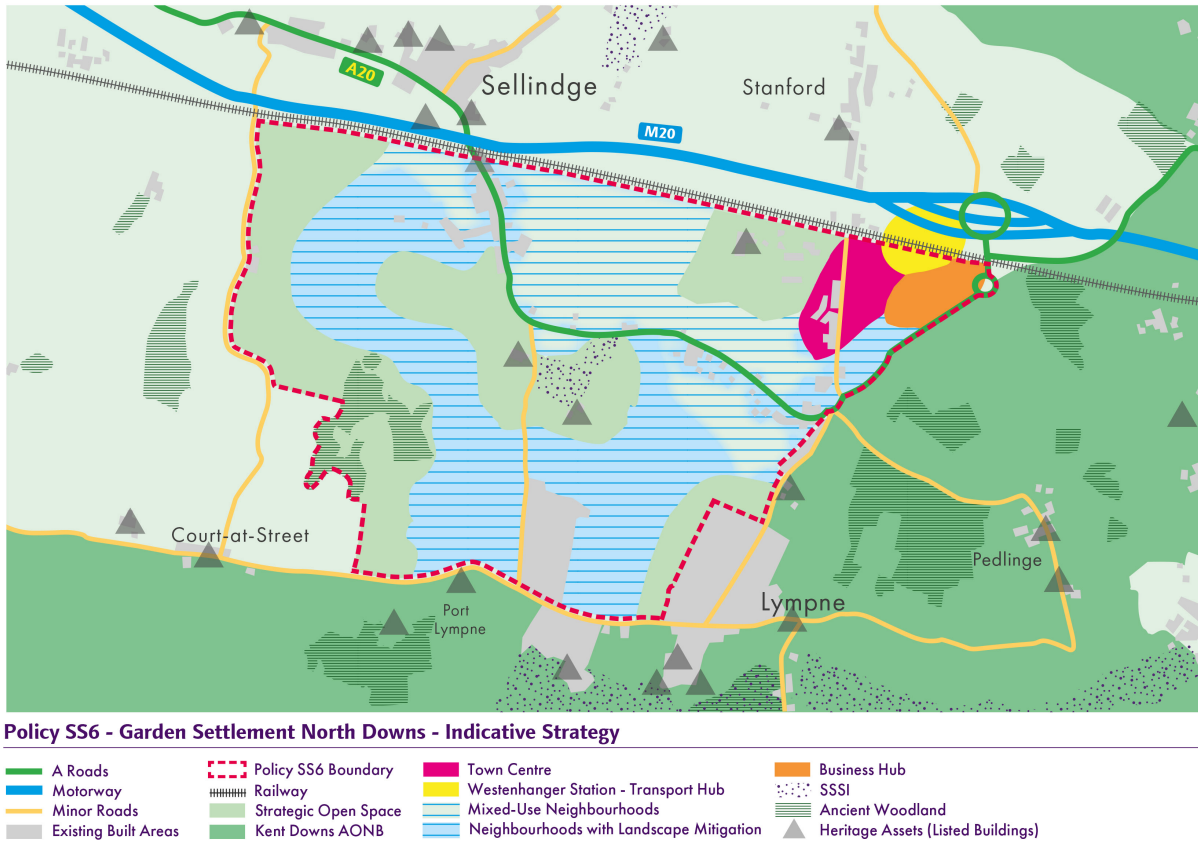 A20
Sellindge
Stanford
M20
Court-at-Street
Pedlinge
Port
Lympne
Lympne
Policy SS6 - Garden Settlement North Downs - Indicative Strategy
A Roads
Motorway
Minor Roads
Existing Built Areas
Policy SS6 Boundary
Railway
Strategic Open Space
Kent Downs AONB
Town Centre
Westenhanger Station - Transport Hub
Mixed-Use Neighbourhoods
Neighbourhoods with Landscape Mitigation
Business Hub
SSSI
Ancient Woodland
Heritage Assets (Listed Buildings)